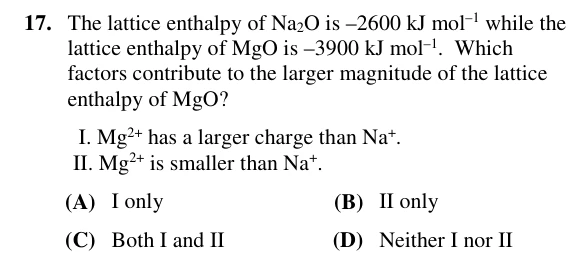 17. The lattice enthalpy of Na₂O is –2600 kJ mol⁻¹ while the
lattice enthalpy of MgO is –3900 kJ mol⁻¹. Which
factors contribute to the larger magnitude of the lattice
enthalpy of MgO?
I. Mg²⁺ has a larger charge than Na⁺.
II. Mg²⁺ is smaller than Na⁺.
(A) I only (B) II only
(C) Both I and II (D) Neither I nor II